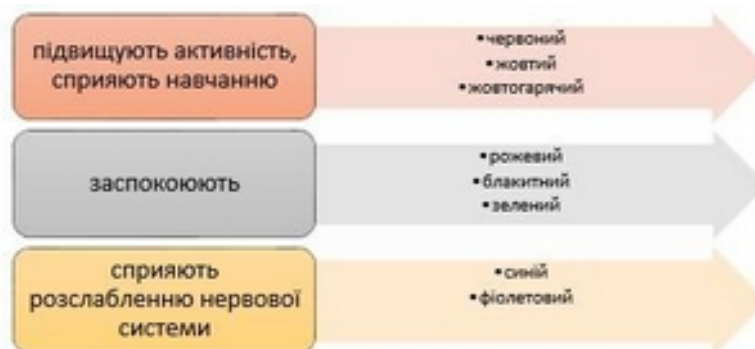 підвищують активність,
сприяють навчанню
•червоний
•жовтий
•жовтогарячий
заспокоюють
•рожевий
•блакитний
•зелений
сприяють
розслабленню нервової
системи
•синій
•фіолетовий